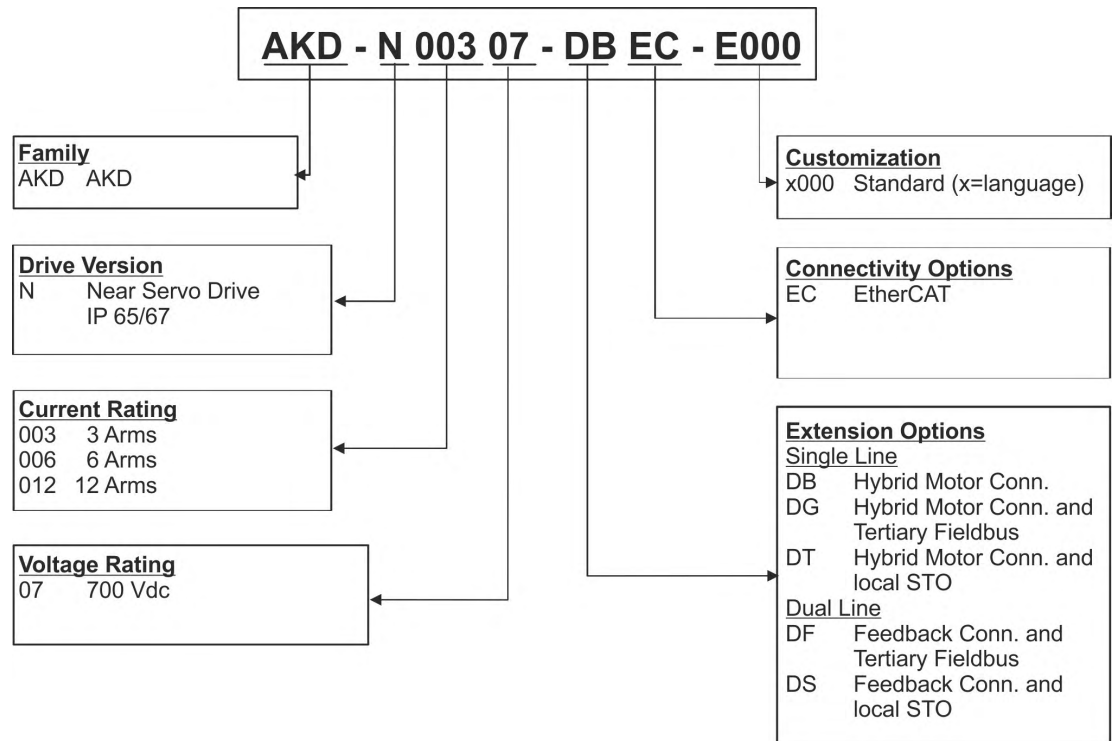 AKD - N 003 07 - DB EC - E000
Family
AKD AKD
Drive Version
N Near Servo Drive
IP 65/67
Current Rating
003 3 Arms
006 6 Arms
012 12 Arms
Voltage Rating
07 700 Vdc
Customization
x000 Standard (x=language)
Connectivity Options
EC EtherCAT
Extension Options
Single Line
DB Hybrid Motor Conn.
DG Hybrid Motor Conn. and
Tertiary Fieldbus
DT Hybrid Motor Conn. and
local STO
Dual Line
DF Feedback Conn. and
Tertiary Fieldbus
DS Feedback Conn. and
local STO